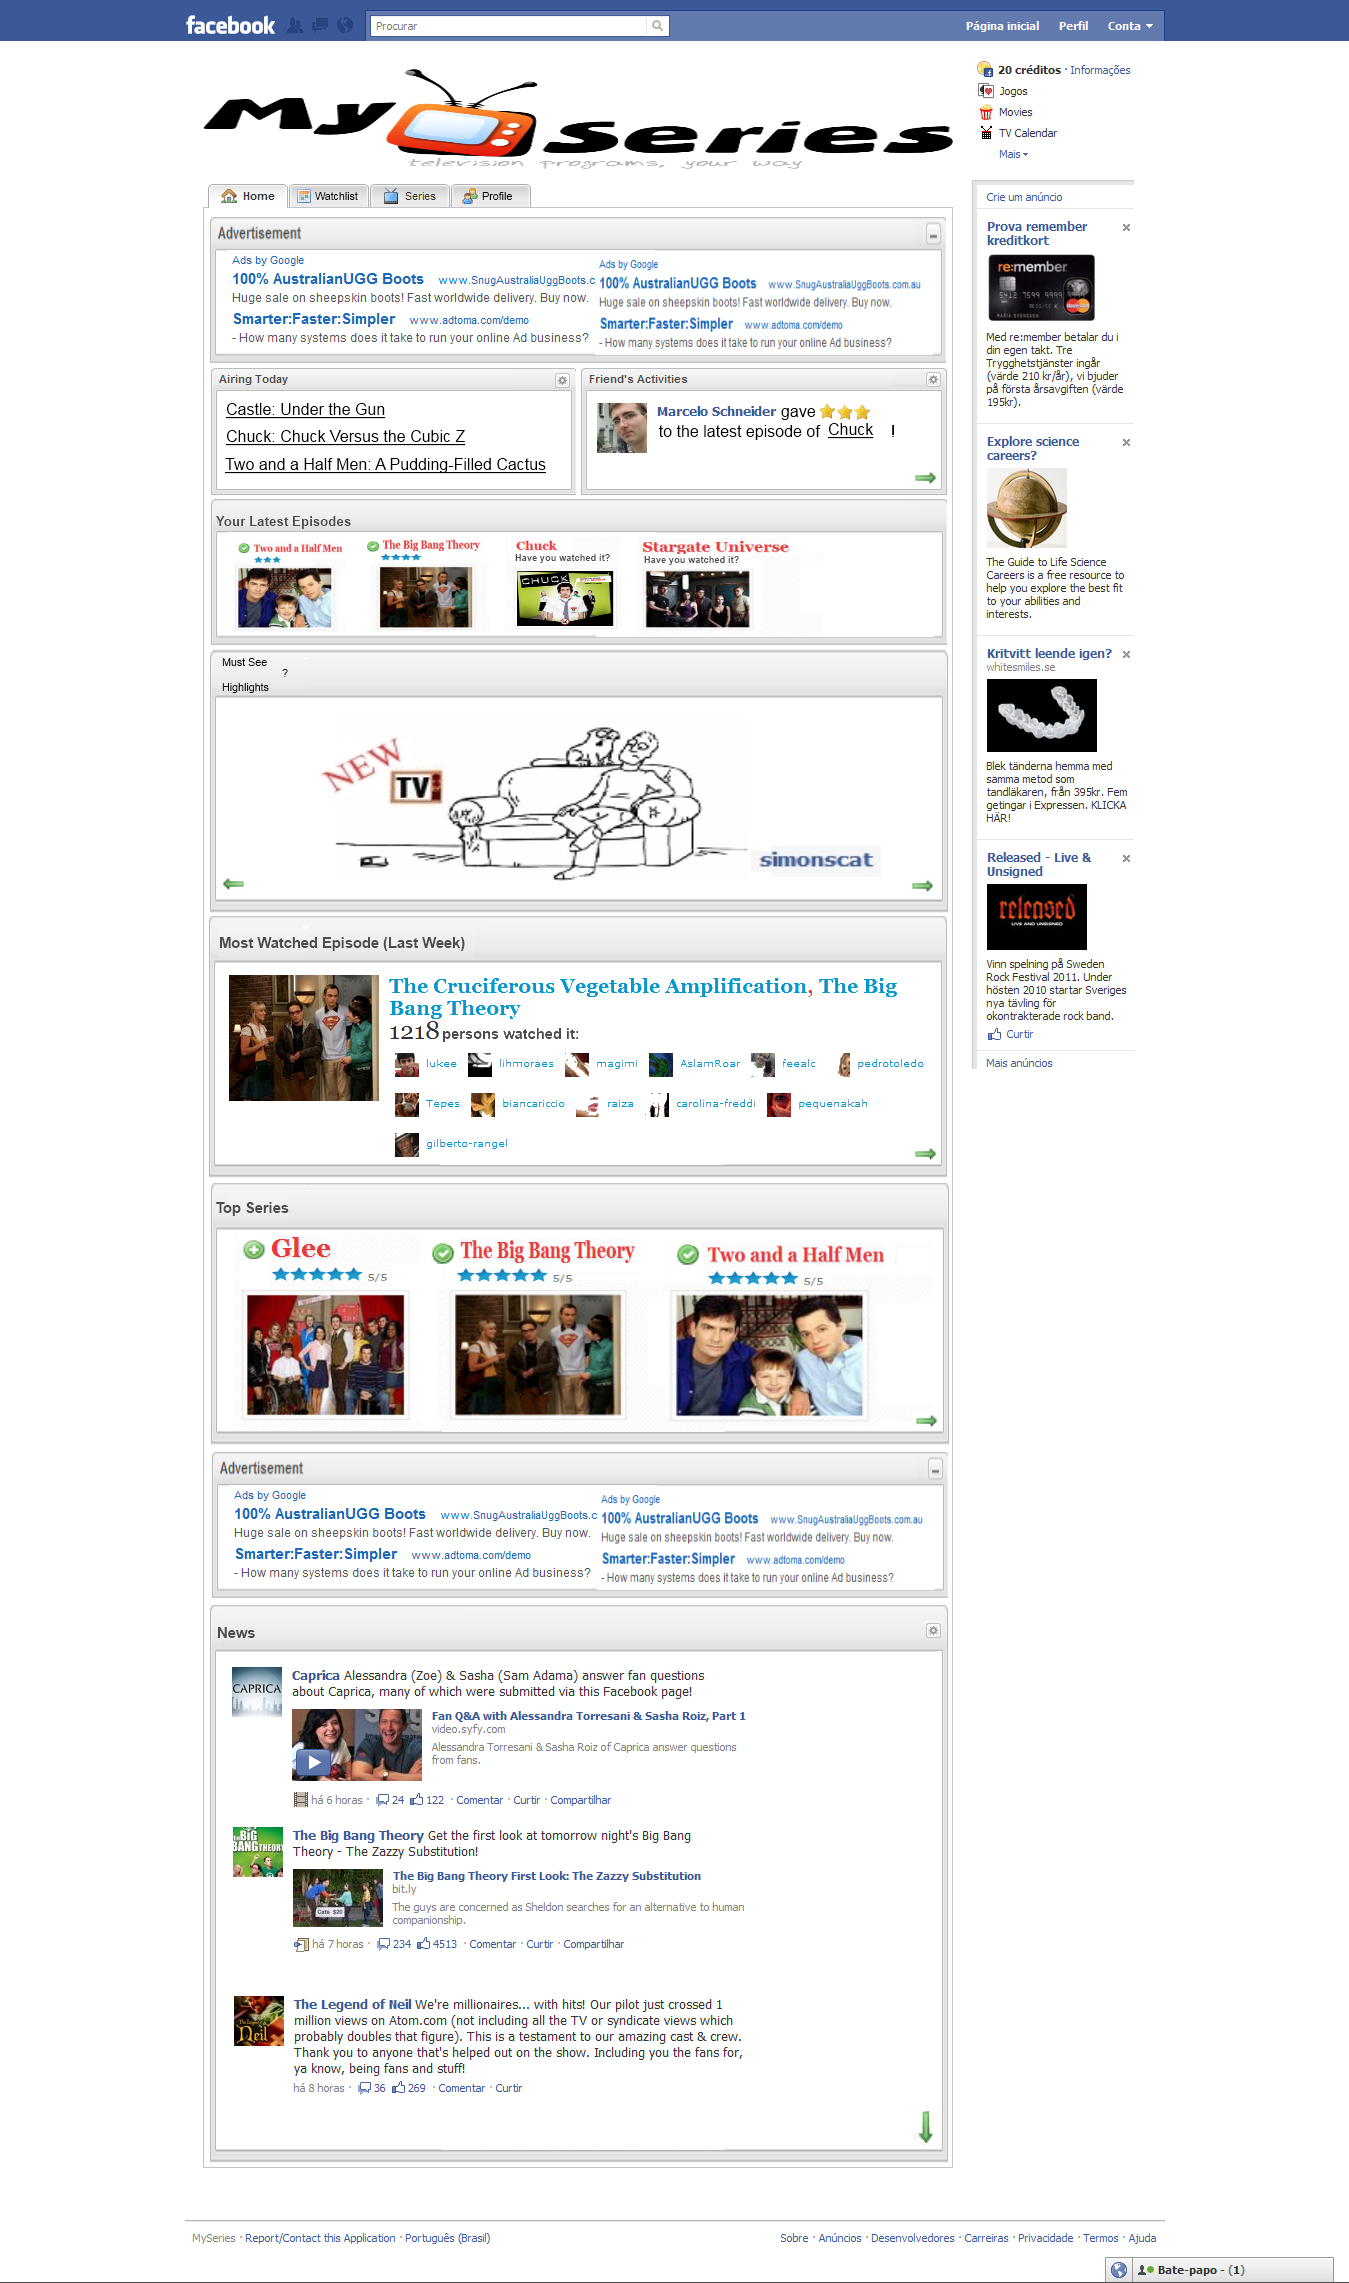 facebook
Procurar
Página inicial Perfil Conta
20 créditos · Informações
Jogos
Movies
TV Calendar
Mais
My Series
television programs, your way
Home Watchlist Series Profile
Advertisement
Ads by Google
100% AustralianUGG Boots www.SnugAustraliaUggBoots.c
Huge sale on sheepskin boots! Fast worldwide delivery. Buy now.
Smarter:Faster:Simpler www.adtoma.com/demo
- How many systems does it take to run your online Ad business?
Ads by Google
100% AustralianUGG Boots www.SnugAustraliaUggBoots.com.au
Huge sale on sheepskin boots! Fast worldwide delivery. Buy now.
Smarter:Faster:Simpler www.adtoma.com/demo
- How many systems does it take to run your online Ad business?
Airing Today
Castle: Under the Gun
Chuck: Chuck Versus the Cubic Z
Two and a Half Men: A Pudding-Filled Cactus
Friend's Activities
Marcelo Schneider gave
to the latest episode of Chuck !
Your Latest Episodes
Two and a Half Men
The Big Bang Theory
Chuck
Have you watched it?
CHUCK
Stargate Universe
Have you watched it?
Must See
?
Highlights
NEW
TV
simonscat
Most Watched Episode (Last Week)
The Cruciferous Vegetable Amplification, The Big
Bang Theory
1218 persons watched it:
lukee lihmoraes magimi AslamRoar feealc pedrotoledo
Tepes biancariccio raiza carolina-freddi pequenakah
gilberto-rangel
Top Series
Glee
5/5
The Big Bang Theory
5/5
Two and a Half Men
5/5
Advertisement
Ads by Google
100% AustralianUGG Boots www.SnugAustraliaUggBoots.c
Huge sale on sheepskin boots! Fast worldwide delivery. Buy now.
Smarter:Faster:Simpler www.adtoma.com/demo
- How many systems does it take to run your online Ad business?
Ads by Google
100% AustralianUGG Boots www.SnugAustraliaUggBoots.com.au
Huge sale on sheepskin boots! Fast worldwide delivery. Buy now.
Smarter:Faster:Simpler www.adtoma.com/demo
- How many systems does it take to run your online Ad business?
News
CAPRICA
Caprica Alessandra (Zoe) & Sasha (Sam Adama) answer fan questions
about Caprica, many of which were submitted via this Facebook page!
Fan Q&A with Alessandra Torresani & Sasha Roiz, Part 1
video.syfy.com
Alessandra Torresani & Sasha Roiz of Caprica answer questions
from fans.
há 6 horas · 24 122 · Comentar · Curtir · Compartilhar
THE BIG
BANG THEORY
The Big Bang Theory Get the first look at tomorrow night's Big Bang
Theory - The Zazzy Substitution!
Cats $20
The Big Bang Theory First Look: The Zazzy Substitution
bit.ly
The guys are concerned as Sheldon searches for an alternative to human
companionship.
há 7 horas · 234 4513 · Comentar · Curtir · Compartilhar
The Legend of
Neil
The Legend of Neil We're millionaires... with hits! Our pilot just crossed 1
million views on Atom.com (not including all the TV or syndicate views which
probably doubles that figure). This is a testament to our amazing cast & crew.
Thank you to anyone that's helped out on the show. Including you the fans for,
ya know, being fans and stuff!
há 8 horas · 36 269 · Comentar · Curtir
Crie um anúncio
Prova remember
kreditkort
re:member
5412 7599 9999 9999
MasterCard
MARIA SVENSSON
Med re:member betalar du i
din egen takt. Tre
Trygghetstjänster ingår
(värde 210 kr/år), vi bjuder
på första årsavgiften (värde
195kr).
Explore science
careers?
The Guide to Life Science
Careers is a free resource to
help you explore the best fit
to your abilities and
interests.
Kritvitt leende igen?
whitesmiles.se
Blek tänderna hemma med
samma metod som
tandläkaren, från 395kr. Fem
getingar i Expressen. KLICKA
HÄR!
Released - Live &
Unsigned
released
LIVE AND UNSIGNED
Vinn spelning på Sweden
Rock Festival 2011. Under
hösten 2010 startar Sveriges
nya tävling för
okontrakterade rock band.
Curtir
Mais anúncios
MySeries · Report/Contact this Application · Português (Brasil)
Sobre · Anúncios · Desenvolvedores · Carreiras · Privacidade · Termos · Ajuda
Bate-papo - (1)